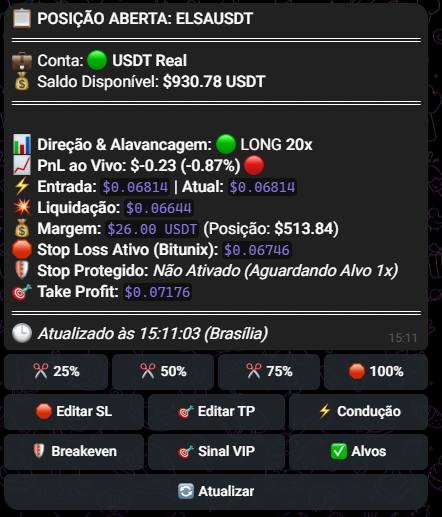 📋 POSIÇÃO ABERTA: ELSAUSDT
💼 Conta: 🟢 USDT Real
💰 Saldo Disponível: $930.78 USDT
📊 Direção & Alavancagem: 🟢 LONG 20x
📈 PnL ao Vivo: $-0.23 (-0.87%) 🔴
⚡ Entrada: $0.06814 | Atual: $0.06814
💥 Liquidação: $0.06644
💰 Margem: $26.00 USDT (Posição: $513.84)
🛑 Stop Loss Ativo (Bitunix): $0.06746
🛡️ Stop Protegido: Não Ativado (Aguardando Alvo 1x)
🎯 Take Profit: $0.07176
🕒 Atualizado às 15:11:03 (Brasília)
15:11
✂️ 25% ✂️ 50% ✂️ 75% 🛑 100%
🛑 Editar SL 🎯 Editar TP ⚡ Condução
🛡️ Breakeven 🎯 Sinal VIP ✅ Alvos
🔄 Atualizar